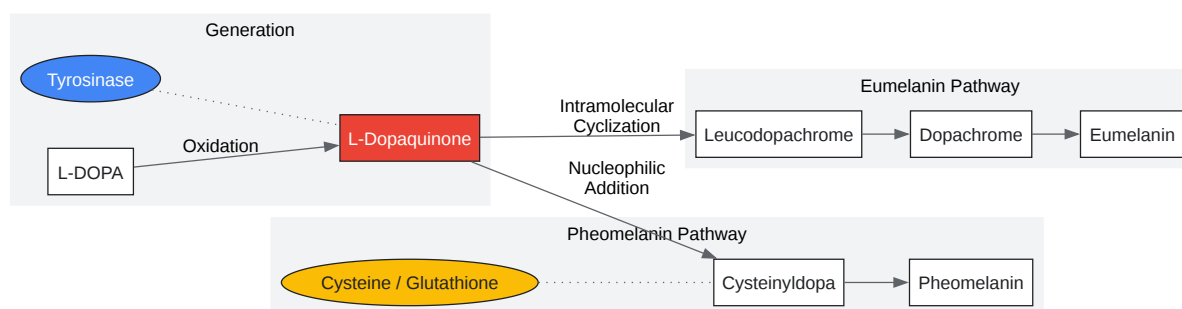 Generation
Tyrosinase
L-DOPA
Oxidation
L-Dopaquinone
Intramolecular
Cyclization
Nucleophilic
Addition
Eumelanin Pathway
Leucodopachrome
Dopachrome
Eumelanin
Pheomelanin Pathway
Cysteine / Glutathione
Cysteinyldopa
Pheomelanin